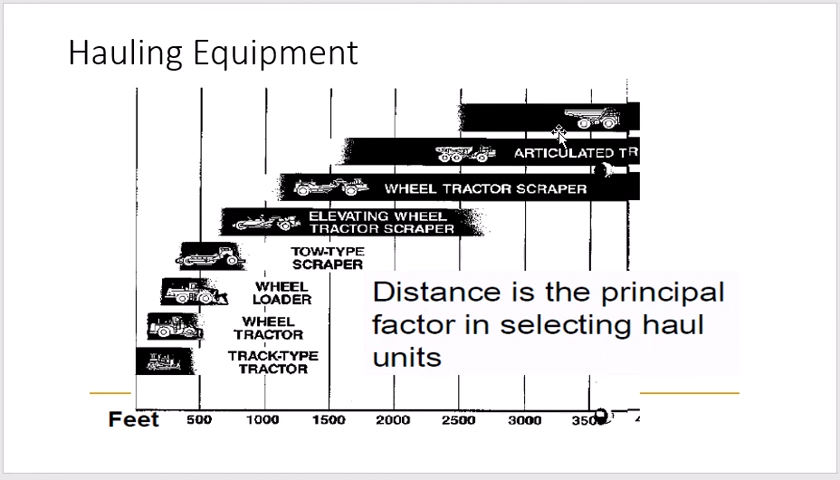 Hauling Equipment
ARTICULATED TR
WHEEL TRACTOR SCRAPER
ELEVATING WHEEL
TRACTOR SCRAPER
TOW-TYPE
SCRAPER
WHEEL
LOADER
WHEEL
TRACTOR
TRACK-TYPE
TRACTOR
Distance is the principal
factor in selecting haul
units
Feet 500 1000 1500 2000 2500 3000